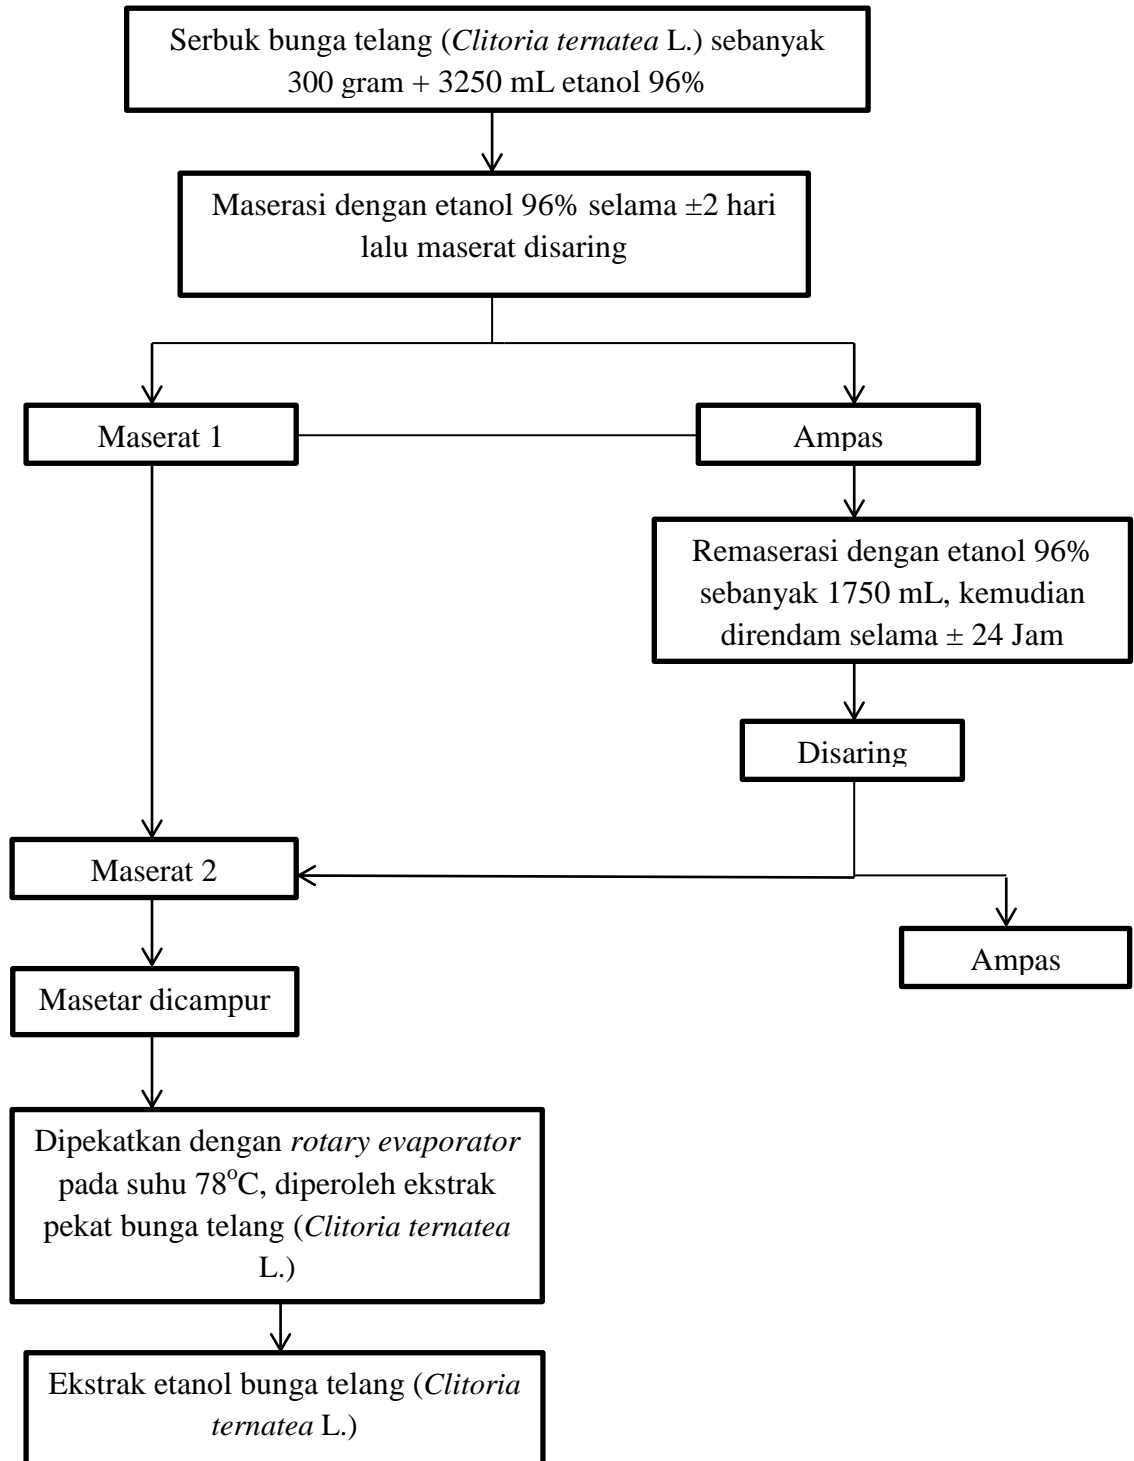 Serbuk bunga telang (Clitoria ternatea L.) sebanyak
300 gram + 3250 mL etanol 96%
Maserasi dengan etanol 96% selama ±2 hari
lalu maserat disaring
Maserat 1
Ampas
Remaserasi dengan etanol 96%
sebanyak 1750 mL, kemudian
direndam selama ± 24 Jam
Disaring
Maserat 2
Ampas
Masetar dicampur
Dipekatkan dengan rotary evaporator
pada suhu 78°C, diperoleh ekstrak
pekat bunga telang (Clitoria ternatea
L.)
Ekstrak etanol bunga telang (Clitoria
ternatea L.)